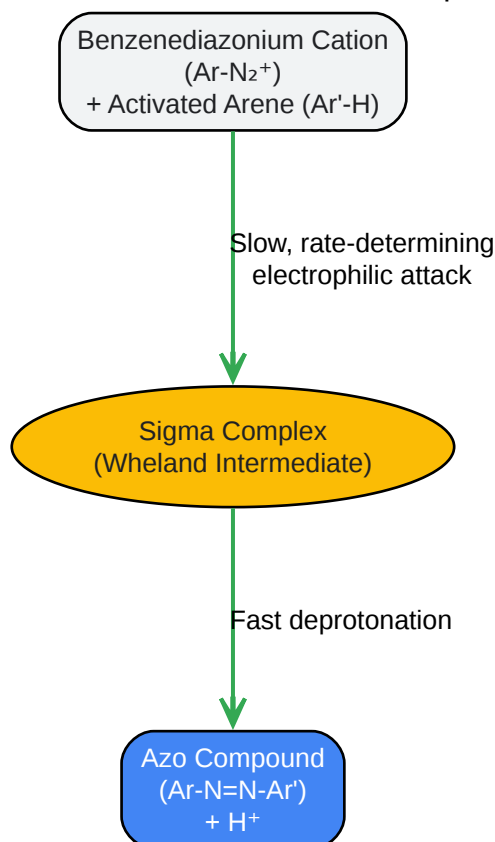 Benzenediazonium Cation
(Ar-N₂⁺)
+ Activated Arene (Ar'-H)
Slow, rate-determining
electrophilic attack
Sigma Complex
(Wheland Intermediate)
Fast deprotonation
Azo Compound
(Ar-N=N-Ar')
+ H⁺